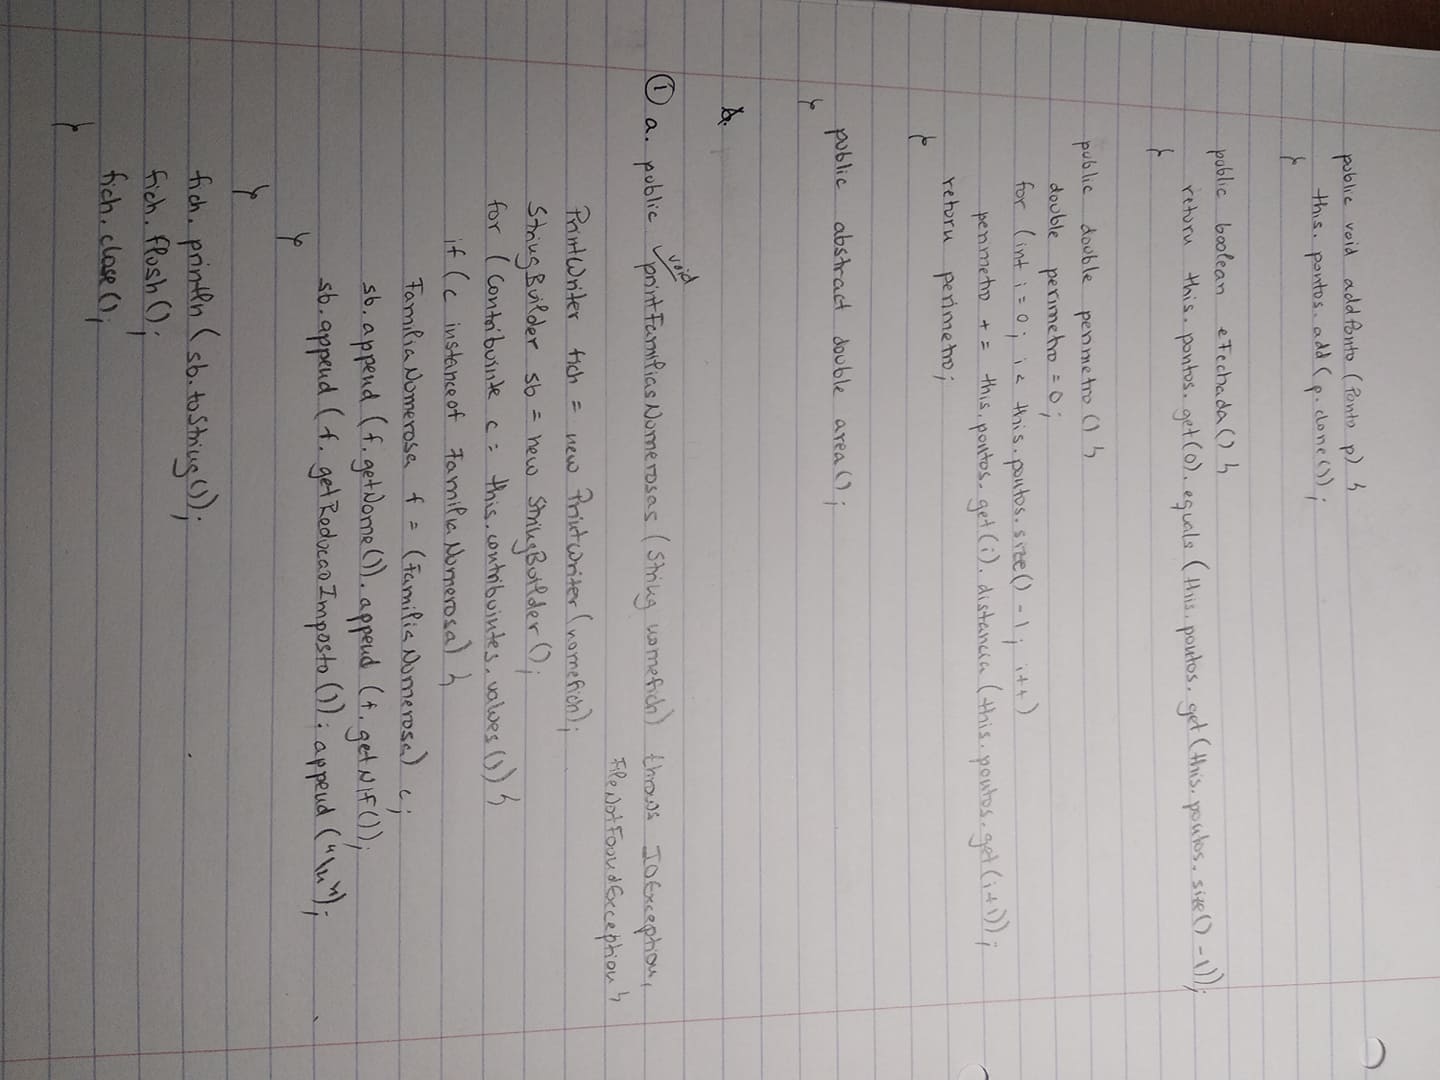 public void addPonto (Ponto p) {
this.pontos.add(p.clone());
}
public boolean eFechada() {
return this.pontos.get(0).equals(this.pontos.get(this.pontos.size()-1));
}
public double perimetro () {
double perimetro = 0;
for (int i=0; i< this.pontos.size()-1; i++)
perimetro += this.pontos.get(i).distancia(this.pontos.get(i+1));
return perimetro;
}
public abstract double area();
}
① a. public void printFamiliasNumerosas (String nomefich) throws IOException,
FileNotFoundException {
PrintWriter fich = new PrintWriter(nomefich);
StringBuilder sb = new StringBuilder();
for (Contribuinte c : this.contribuintes.values()) {
if (c instanceof FamiliaNumerosa) {
FamiliaNumerosa f = (FamiliaNumerosa) c;
sb.append (f.getNome()).append (f.getNIF());
sb.append (f.getReducaoImposto()).append ("\n");
}
}
fich.println(sb.toString());
fich.flush();
fich.close();
}